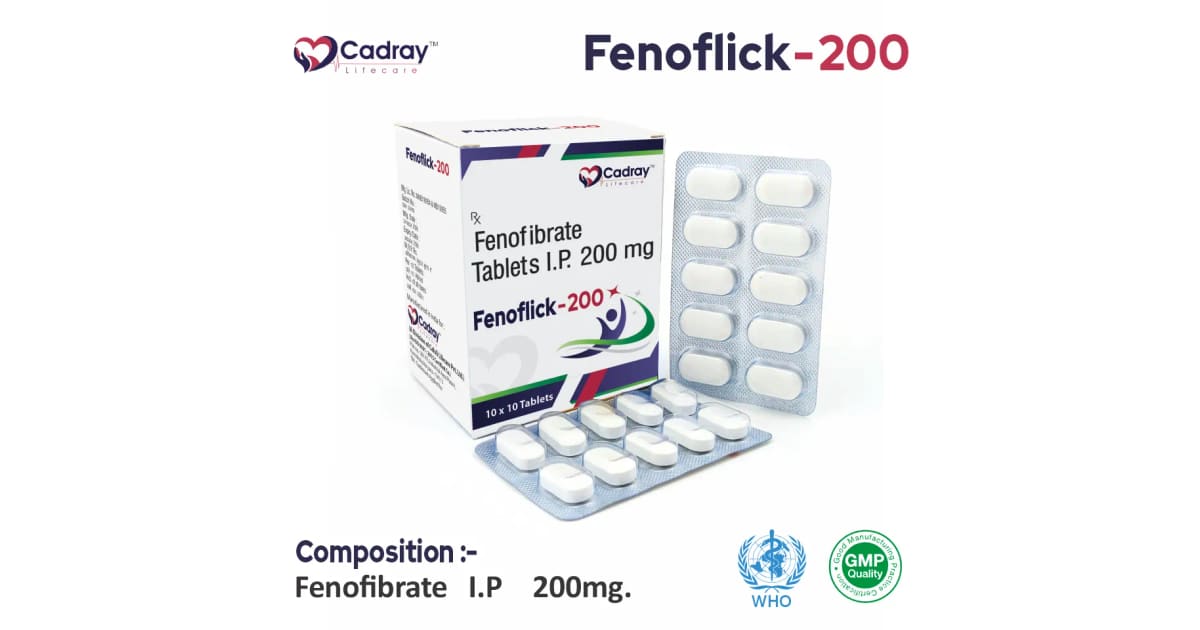 Cadray™
Lifecare
Fenoflick-200
Fenoflick-200
Fenoflick-200
Cadray™
Lifecare
Rx
Fenofibrate
Tablets I.P. 200 mg
Fenoflick-200
10 x 10 Tablets
Cadray
Composition :-
Fenofibrate I.P 200mg.
WHO
Good Manufacturing
GMP
Quality
Practice Certification